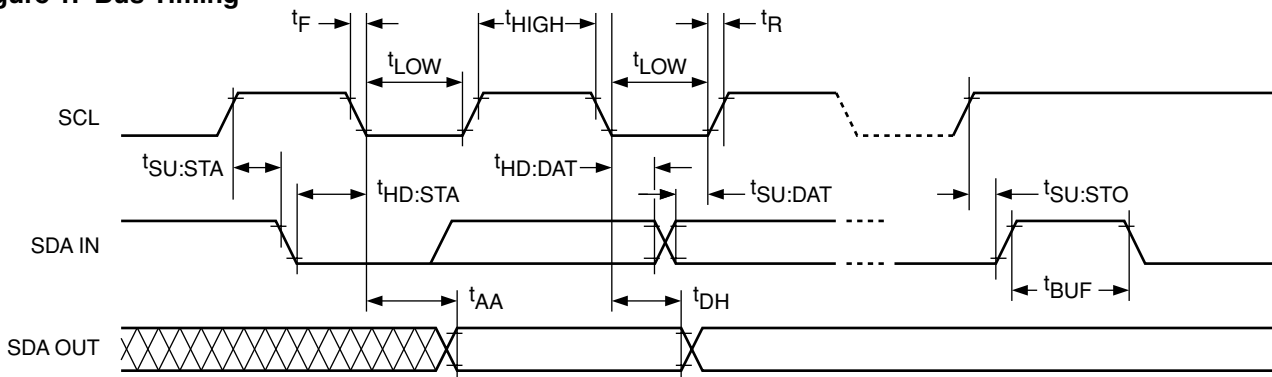 gure 1. Bus Timing
tF tHIGH tR
tLOW tLOW
SCL
tSU:STA tHD:DAT
tHD:STA tSU:DAT tSU:STO
SDA IN
tBUF
tAA tDH
SDA OUT